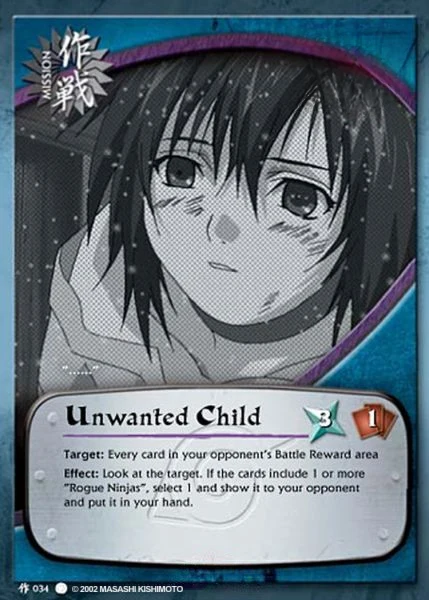 作戦
MISSION
"......"
Unwanted Child
3
1
Target: Every card in your opponent's Battle Reward area
Effect: Look at the target. If the cards include 1 or more
"Rogue Ninjas", select 1 and show it to your opponent
and put it in your hand.
作 034 © 2002 MASASHI KISHIMOTO